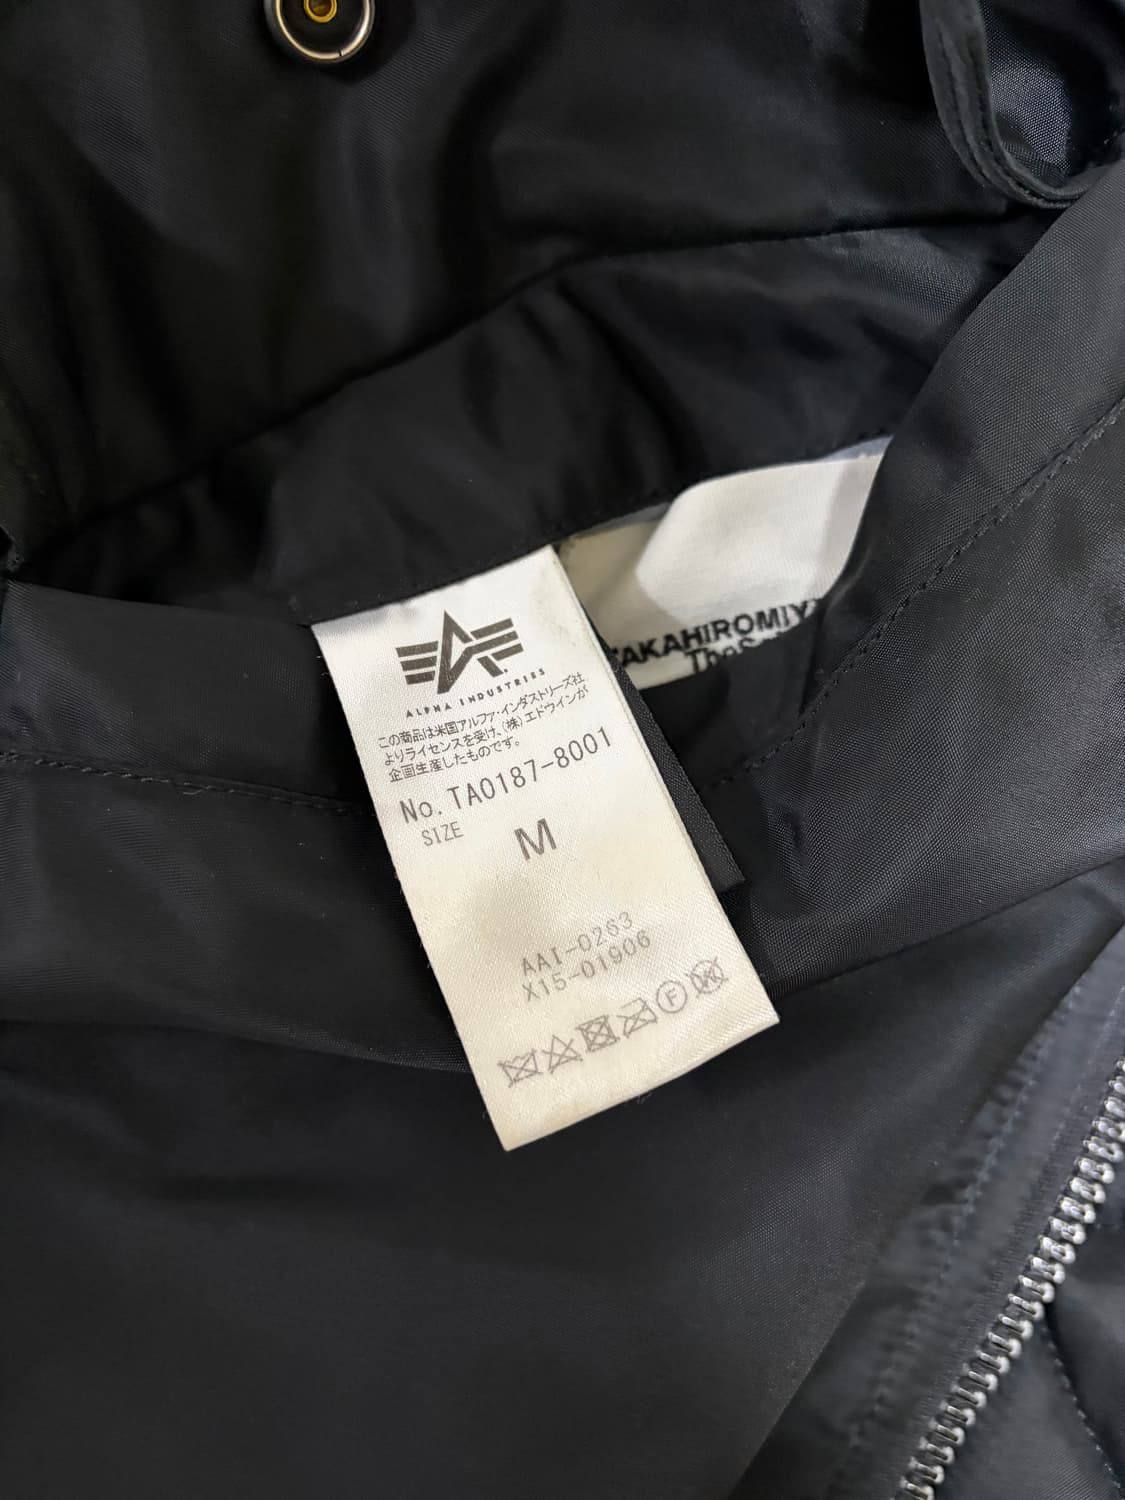 ALPHA INDUSTRIES
この商品は米国アルファ・インダストリーズ社
よりライセンスを受け、(株)エドウインが
企画生産したものです。
No. TA0187-8001
SIZE M
AAI-0263
X15-01906
F
AKAHIROMIY
TheS